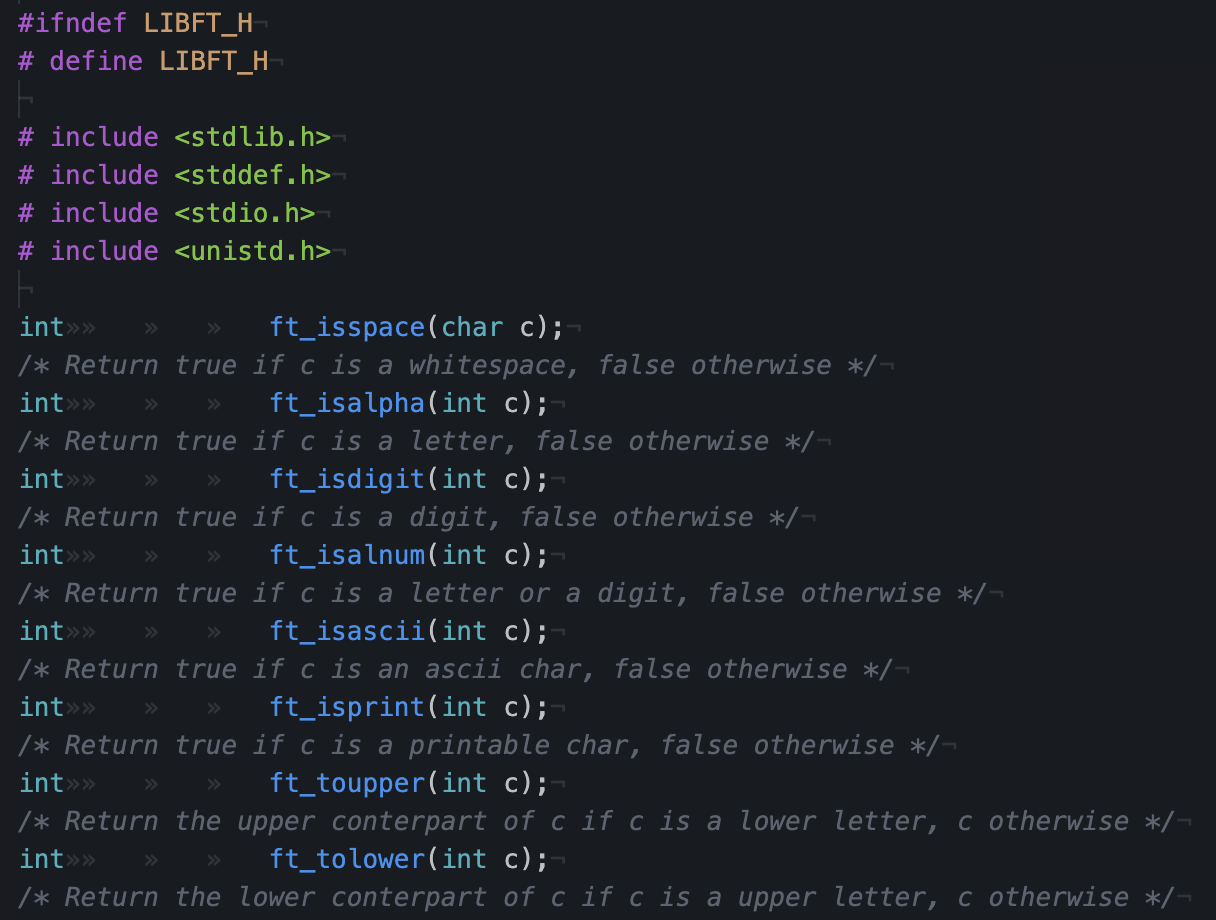 #ifndef LIBFT_H
# define LIBFT_H
# include <stdlib.h>
# include <stddef.h>
# include <stdio.h>
# include <unistd.h>
int ft_isspace(char c);
/* Return true if c is a whitespace, false otherwise */
int ft_isalpha(int c);
/* Return true if c is a letter, false otherwise */
int ft_isdigit(int c);
/* Return true if c is a digit, false otherwise */
int ft_isalnum(int c);
/* Return true if c is a letter or a digit, false otherwise */
int ft_isascii(int c);
/* Return true if c is an ascii char, false otherwise */
int ft_isprint(int c);
/* Return true if c is a printable char, false otherwise */
int ft_toupper(int c);
/* Return the upper conterpart of c if c is a lower letter, c otherwise */
int ft_tolower(int c);
/* Return the lower conterpart of c if c is a upper letter, c otherwise */